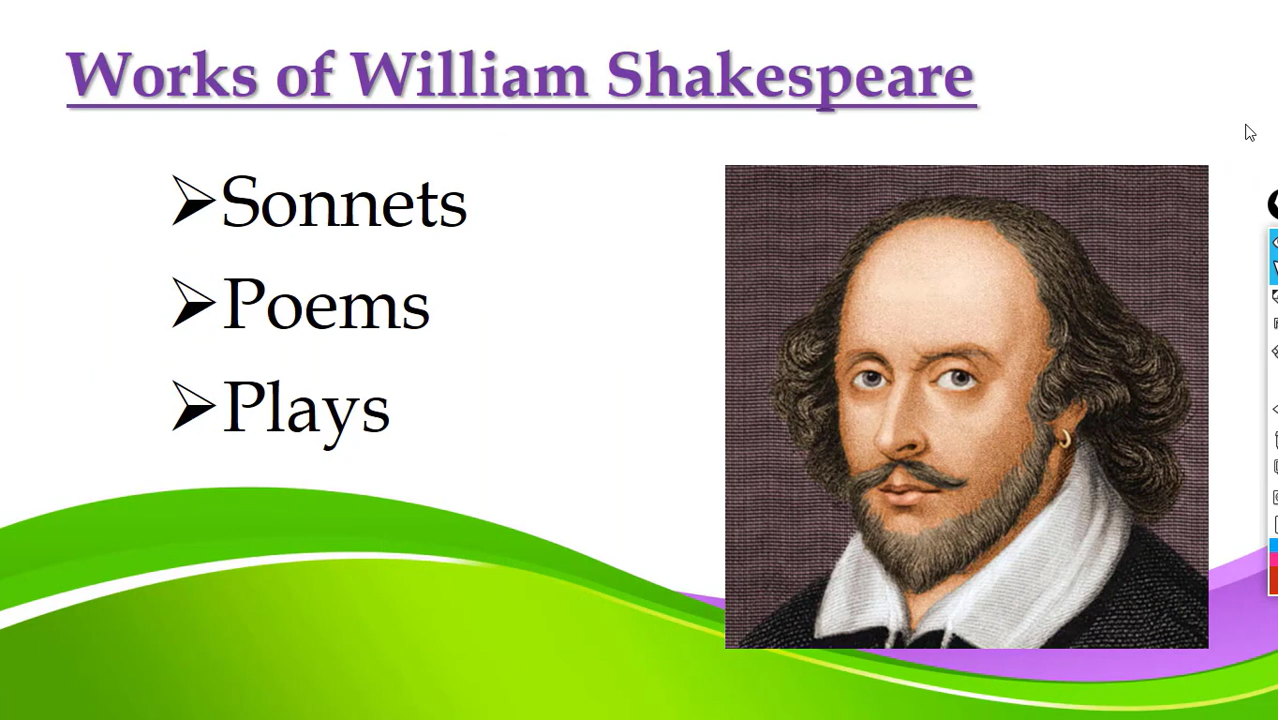 Works of William Shakespeare
➢Sonnets
➢Poems
➢Plays